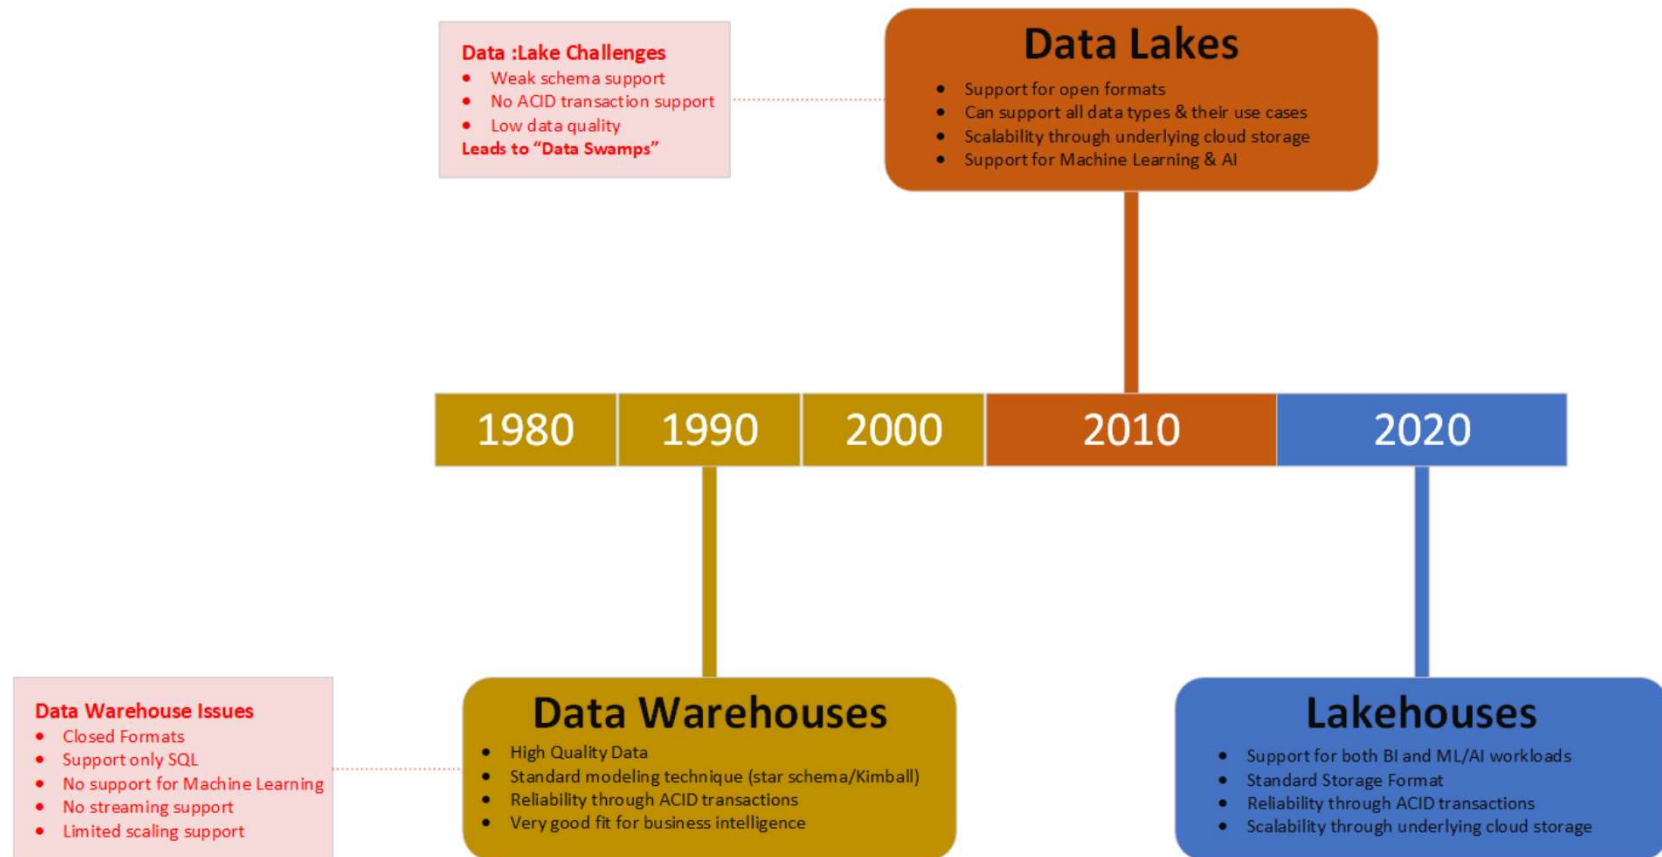 Data :Lake Challenges
• Weak schema support
• No ACID transaction support
• Low data quality
Leads to “Data Swamps”
Data Lakes
• Support for open formats
• Can support all data types & their use cases
• Scalability through underlying cloud storage
• Support for Machine Learning & AI
1980
1990
2000
2010
2020
Data Warehouse Issues
• Closed Formats
• Support only SQL
• No support for Machine Learning
• No streaming support
• Limited scaling support
Data Warehouses
• High Quality Data
• Standard modeling technique (star schema/Kimball)
• Reliability through ACID transactions
• Very good fit for business intelligence
Lakehouses
• Support for both BI and ML/AI workloads
• Standard Storage Format
• Reliability through ACID transactions
• Scalability through underlying cloud storage